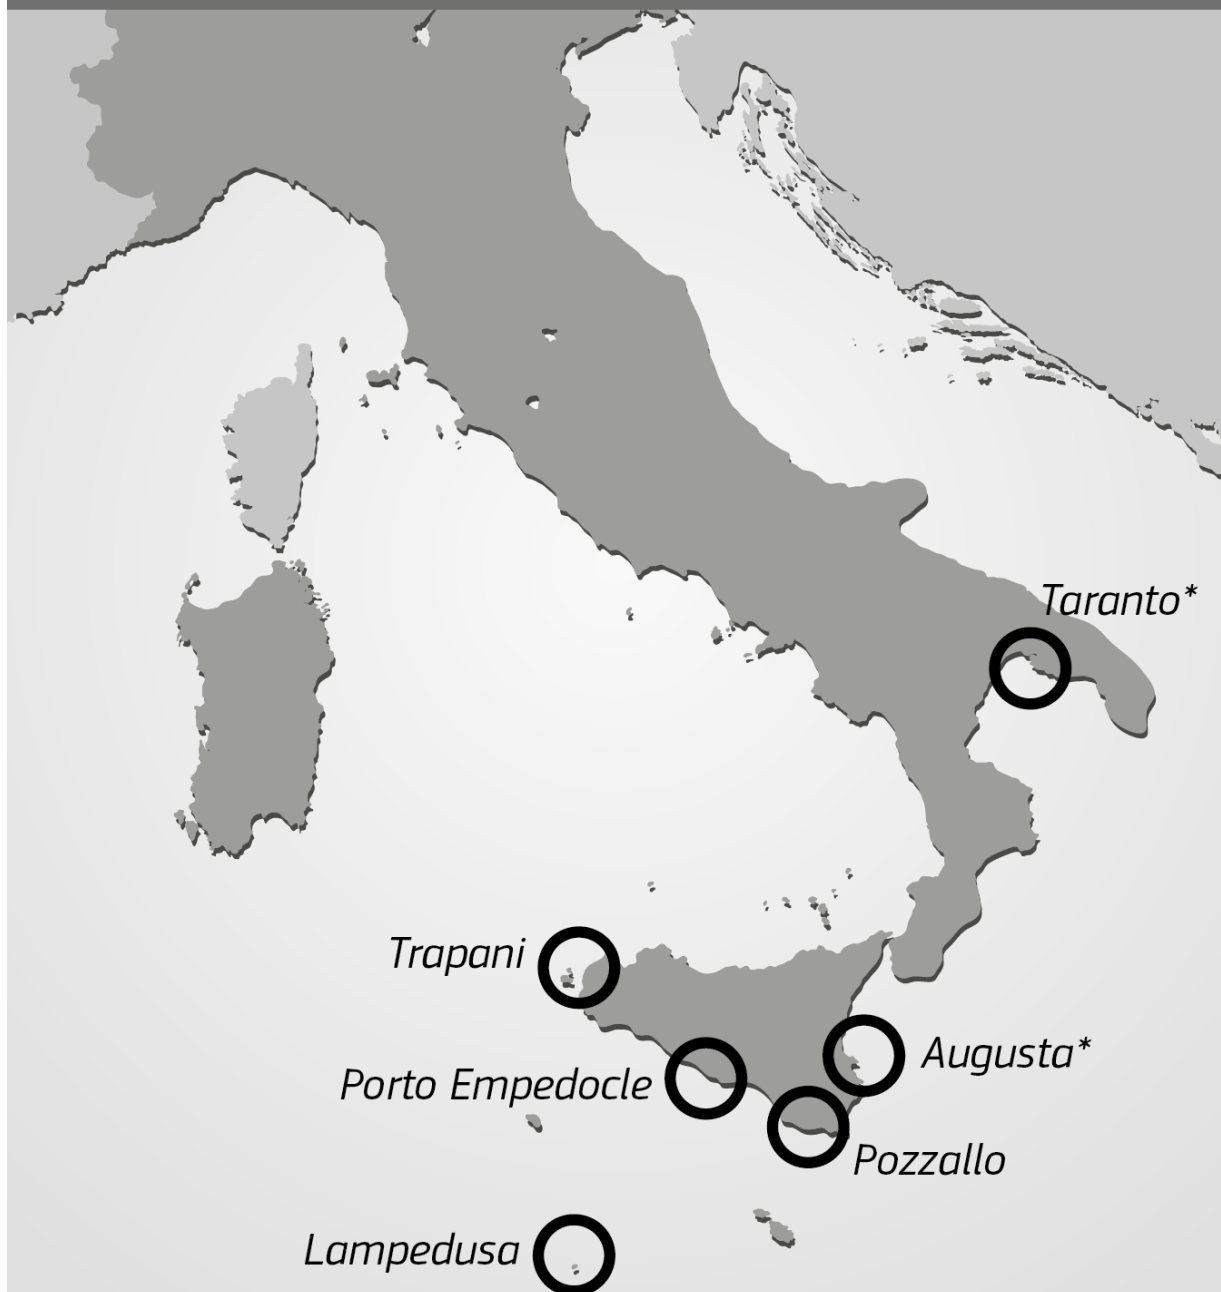 Taranto*
Trapani
Augusta*
Porto Empedocle
Pozzallo
Lampedusa